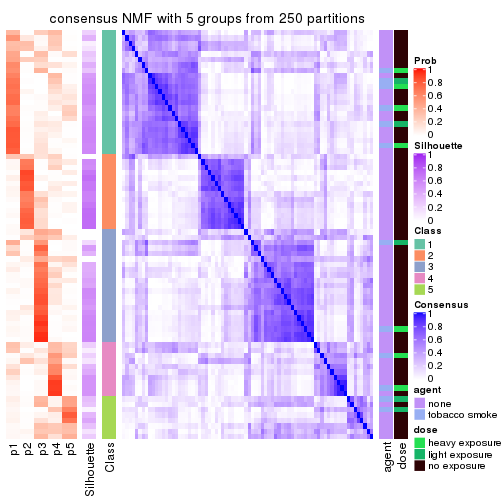 consensus NMF with 5 groups from 250 partitions
Prob
1
0.8
0.6
0.4
0.2
0
Silhouette
1
0.8
0.6
0.4
0.2
0
Class
1
2
3
4
5
Consensus
1
0.8
0.6
0.4
0.2
0
agent
none
tobacco smoke
dose
heavy exposure
light exposure
no exposure
p1
p2
p3
p4
p5
Silhouette
Class
agent
dose